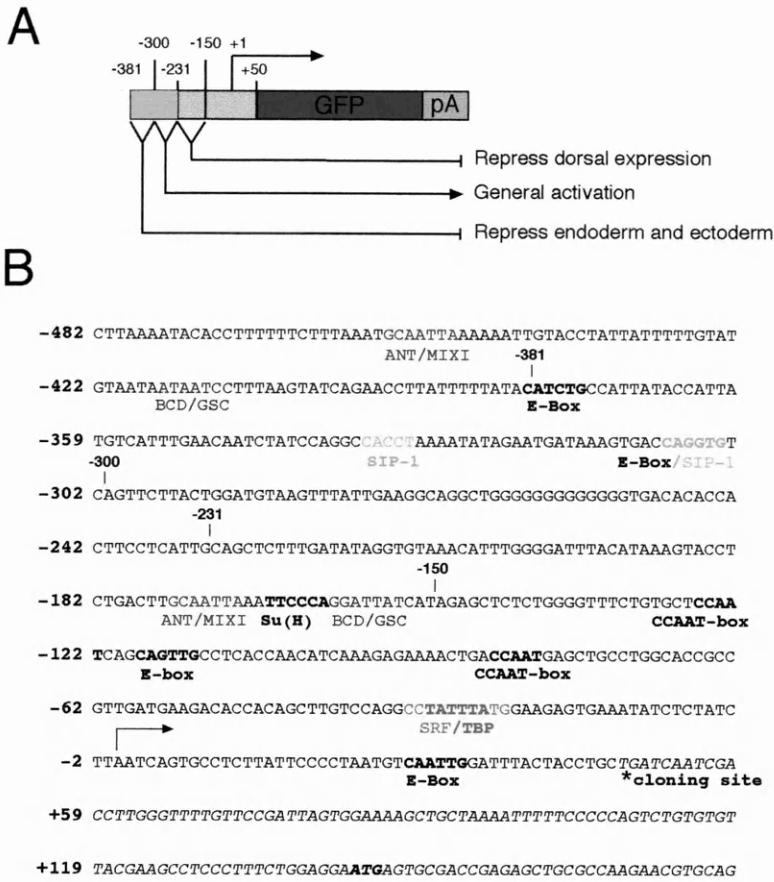 A
-300 -150 +1
-381 -231 +50
GFP pA
Repress dorsal expression
General activation
Repress endoderm and ectoderm
B
-482 CTTAAAATACACCTTTTTTCTTTAAATGCAATTAAAAAATTGTACCTATTATTTTTGTAT
ANT/MIXI -381
-422 GTAATAATAATCCTTTAAGTATCAGAACCTTATTTTTATACATCTGCCATTATACCATTA
BCD/GSC E-Box
-359 TGTCATTTGAACAATCTATCCAGGCCACCTAAAATATAGAATGATAAAGTGACCAGGTGT
-300 SIP-1 E-Box/SIP-1
-302 CAGTTCTTACTGGATGTAAGTTTATTGAAGGCAGGCTGGGGGGGGGGGGGTGACACACCA
-231
-242 CTTCCTCATTGCAGCTCTTTGATATAGGTGTAAACATTTGGGGATTTACATAAAGTACCT
-150
-182 CTGACTTGCAATTAAATTCCCAGGATTATCATAGAGCTCTCTGGGGTTTCTGTGCTCCAA
ANT/MIXI Su(H) BCD/GSC CCAAT-box
-122 TCAGCAGTTGCCTCACCAACATCAAAGAGAAAACTGACCAATGAGCTGCCTGGCACCGCC
E-box CCAAT-box
-62 GTTGATGAAGACACCACAGCTTGTCCAGGCCTATTTATGGAAGAGTGAAATATCTCTATC
SRF/TBP
-2 TTAATCAGTGCCTCTTATTCCCCTAATGTCAATTGGATTTACTACCTGCTGATCAATCGA
E-Box *cloning site
+59 CCTTGGGTTTTGTTCCGATTAGTGGAAAAGCTGCTAAAATTTTTCCCCCAGTCTGTGTGT
+119 TACGAAGCCTCCCTTTCTGGAGGAATGAGTGCGACCGAGAGCTGCGCCAAGAACGTGCAG